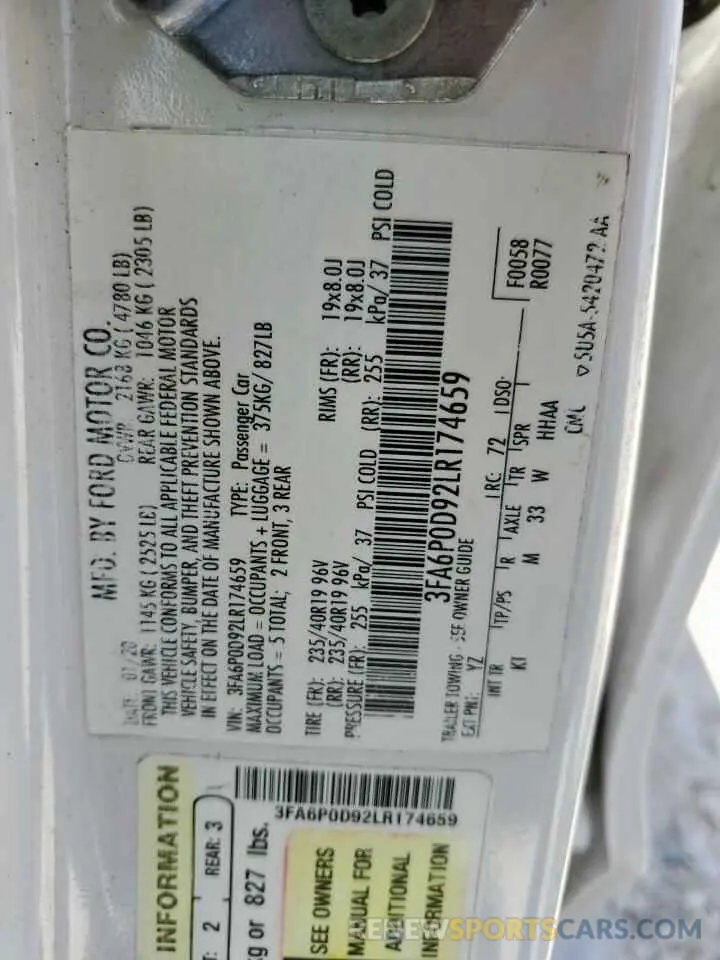 MFD. BY FORD MOTOR CO.
DATE: 01/20 GVWR: 2168 KG ( 4780 LB)
FRONT GAWR: 1145 KG ( 2525 LB) REAR GAWR: 1046 KG ( 2305 LB)
THIS VEHICLE CONFORMS TO ALL APPLICABLE FEDERAL MOTOR
VEHICLE SAFETY, BUMPER, AND THEFT PREVENTION STANDARDS
IN EFFECT ON THE DATE OF MANUFACTURE SHOWN ABOVE.
VIN: 3FA6P0D92LR174659 TYPE: Passenger Car
MAXIMUM LOAD = OCCUPANTS + LUGGAGE = 375KG/ 827LB
OCCUPANTS = 5 TOTAL; 2 FRONT, 3 REAR
TIRE (FR): 235/40R19 96V RIMS (FR): 19x8.0J
(RR): 235/40R19 96V (RR): 19x8.0J
PRESSURE (FR): 255 kPa/ 37 PSI COLD (RR): 255 kPa/ 37 PSI COLD
3FA6P0D92LR174659
TRAILER TOWING - SEE OWNER GUIDE
EXT PNT: YZ RC: 72 DSO: F0058
R0077
INT TR TP/PS R AXLE TR SPR
KI M 33 W HHAA
CML
5U5A-5420472 AA
INFORMATION
T: 2 REAR: 3
kg or 827 lbs.
3FA6P0D92LR174659
SEE OWNERS
MANUAL FOR
ADDITIONAL
INFORMATION
RENEWSPORTSCARS.COM